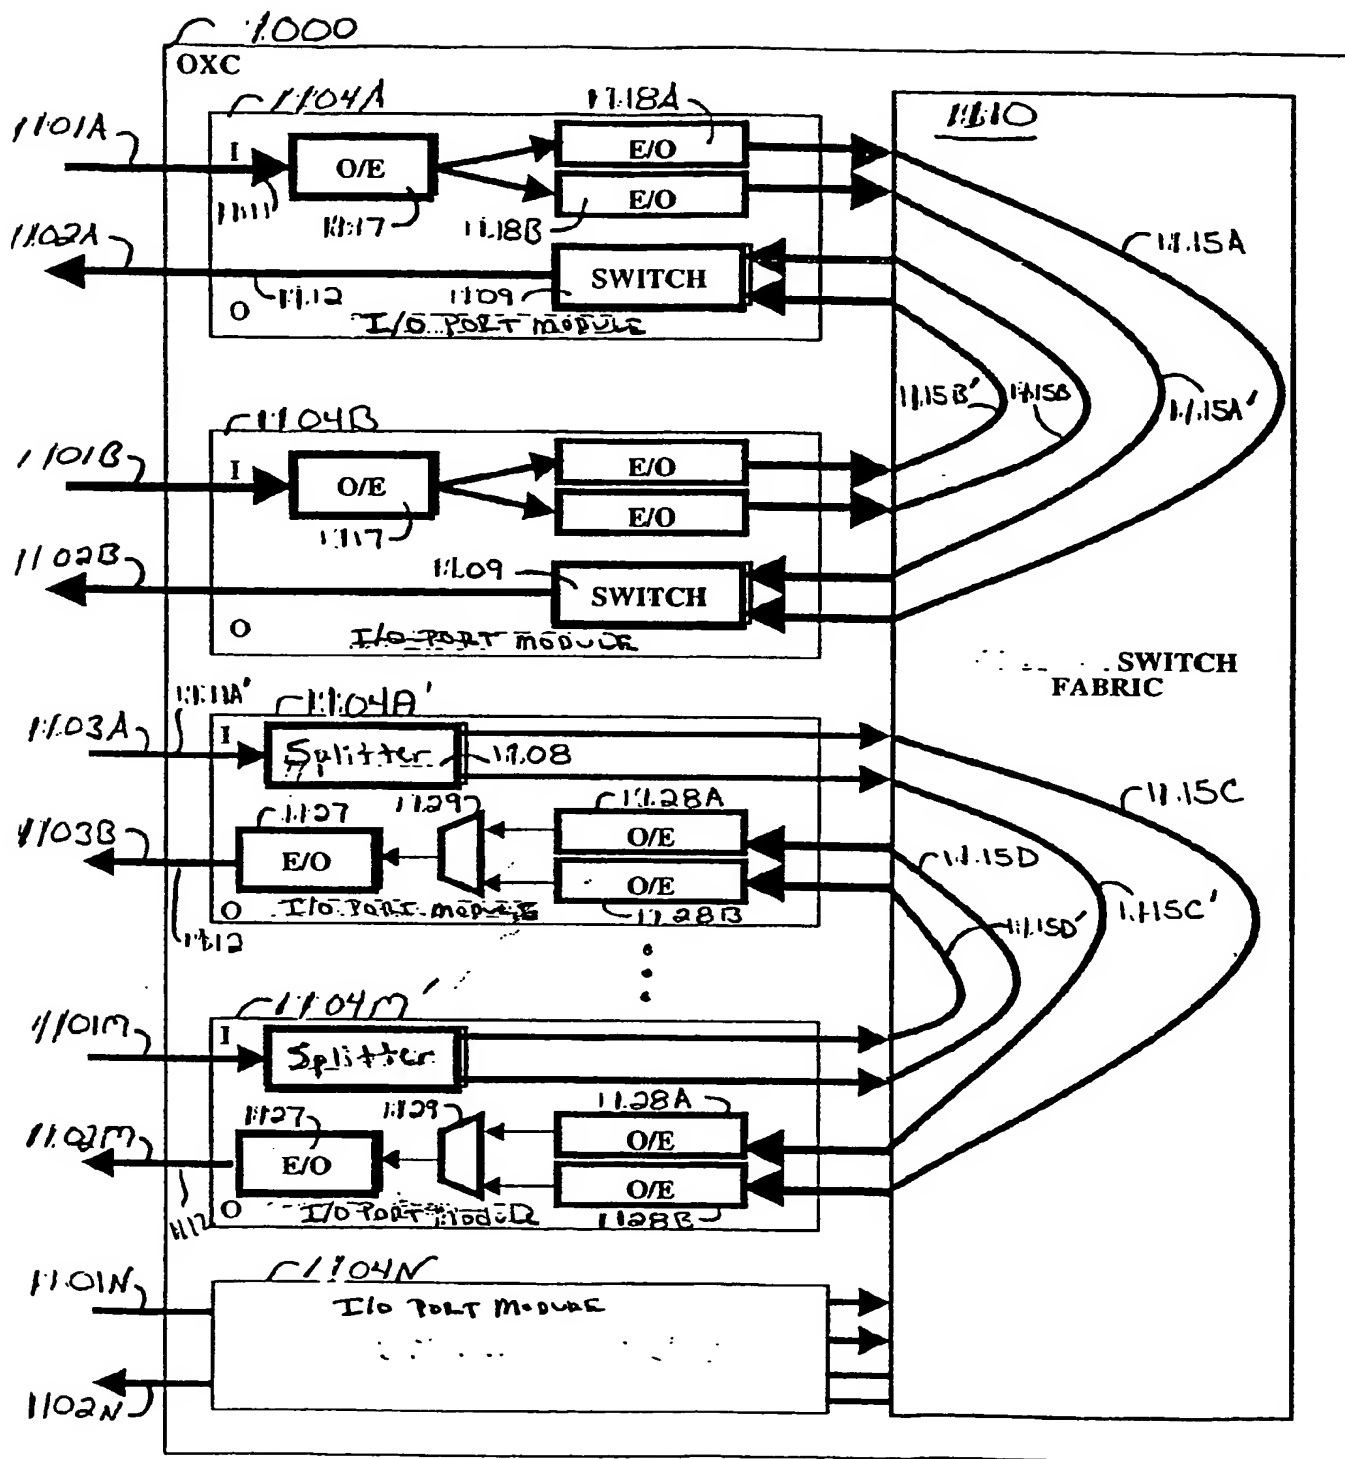 1000
OXC
1104A
1118A
1110
1101A
I
O/E
E/O
E/O
1111
1117
1118B
1102A
1115A
SWITCH
1112
1109
O
I/O PORT MODULE
1115B'
1115B
1115A'
1104B
1101B
I
O/E
E/O
E/O
1117
1102B
1109
SWITCH
O
I/O PORT MODULE
SWITCH
FABRIC
1111A'
1104A'
1103A
I
Splitter
1108
1129
1128A
1115C
1127
O/E
1103B
E/O
O/E
1115D
1115C'
O
I/O PORT MODULE
1128B
1115D'
1112
1104M'
1101M
I
Splitter
1127
1129
1128A
1102M
O/E
E/O
O/E
1112
O
I/O PORT MODULE
1128B
1104N
1101N
I/O PORT MODULE
1102N